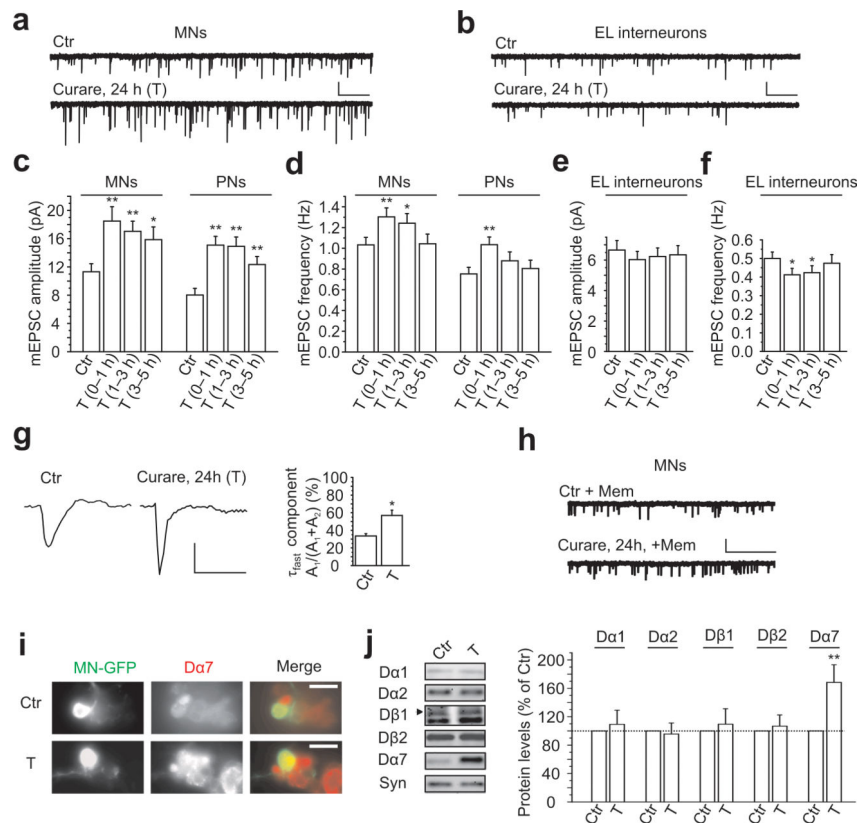 a
MNs
Ctr
Curare, 24 h (T)
b
EL interneurons
Ctr
Curare, 24 h (T)
c
MNs
PNs
mEPSC amplitude (pA)
20
16
12
8
4
0
Ctr
T (0–1 h)
T (1–3 h)
T (3–5 h)
Ctr
T (0–1 h)
T (1–3 h)
T (3–5 h)
**
**
*
**
**
**
d
MNs
PNs
mEPSC frequency (Hz)
1.4
1.2
1.0
0.8
0.6
0.4
0.2
0.0
Ctr
T (0–1 h)
T (1–3 h)
T (3–5 h)
Ctr
T (0–1 h)
T (1–3 h)
T (3–5 h)
**
*
**
e
EL interneurons
mEPSC amplitude (pA)
6
4
2
0
Ctr
T (0–1 h)
T (1–3 h)
T (3–5 h)
f
EL interneurons
mEPSC frequency (Hz)
0.5
0.4
0.3
0.2
0.1
0.0
Ctr
T (0–1 h)
T (1–3 h)
T (3–5 h)
*
*
g
Ctr
Curare, 24h (T)
τfast component
A1/(A1+A2) (%)
100
80
60
40
20
0
Ctr
T
*
h
MNs
Ctr + Mem
Curare, 24h, +Mem
i
MN-GFP
Dα7
Merge
Ctr
T
j
Ctr
T
Dα1
Dα2
Dβ1
Dβ2
Dα7
Syn
Protein levels (% of Ctr)
200
160
120
80
40
0
Dα1
Dα2
Dβ1
Dβ2
Dα7
**
Ctr
T
Ctr
T
Ctr
T
Ctr
T
Ctr
T